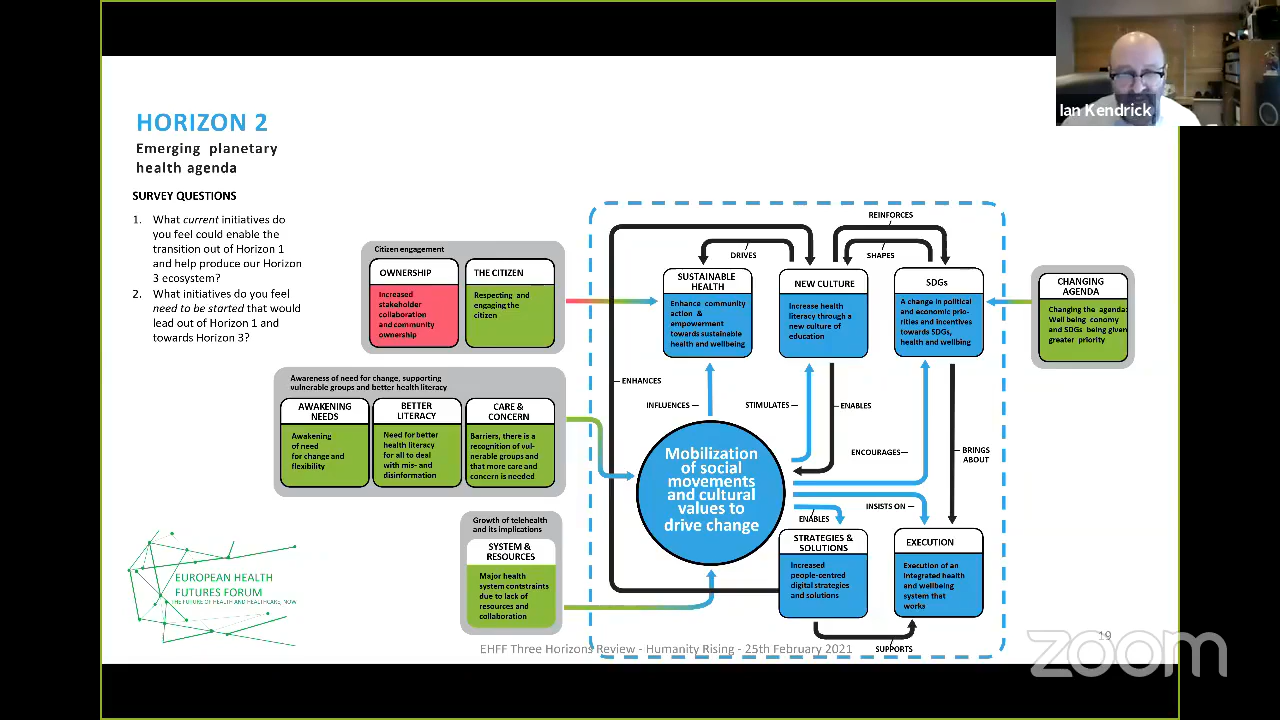 Ian Kendrick
HORIZON 2
Emerging planetary
health agenda
SURVEY QUESTIONS
1. What current initiatives do
you feel could enable the
transition out of Horizon 1
and help produce our Horizon
3 ecosystem?
2. What initiatives do you feel
need to be started that would
lead out of Horizon 1 and
towards Horizon 3?
Citizen engagement
OWNERSHIP
Increased
stakeholder
collaboration
and community
ownership
THE CITIZEN
Respecting and
engaging the
citizen
Awareness of need for change, supporting
vulnerable groups and better health literacy
AWAKENING
NEEDS
Awakening
of need
for change and
flexibility
BETTER
LITERACY
Need for better
health literacy
for all to deal
with mis- and
disinformation
CARE &
CONCERN
Barriers, there is a
recognition of vul-
nerable groups and
that more care and
concern is needed
Growth of telehealth
and its implications
SYSTEM &
RESOURCES
Major health
system contstraints
due to lack of
resources and
collaboration
REINFORCES
DRIVES
SHAPES
SUSTAINABLE
HEALTH
Enhance community
action &
empowerment
towards sustainable
health and wellbeing
NEW CULTURE
Increase health
literacy through a
new culture of
education
SDGs
A change in political
and economic prio-
rities and incentives
towards SDGs,
health and wellbing
CHANGING
AGENDA
Changing the agenda:
Well being conomy
and SDGs being given
greater priority
ENHANCES
INFLUENCES
STIMULATES
ENABLES
ENCOURAGES
BRINGS
ABOUT
Mobilization
of social
movements
and cultural
values to
drive change
INSISTS ON
ENABLES
STRATEGIES &
SOLUTIONS
Increased
people-centred
digital strategies
and solutions
EXECUTION
Execution of an
integrated health
and wellbeing
system that
works
SUPPORTS
EUROPEAN HEALTH
FUTURES FORUM
THE FUTURE OF HEALTH AND HEALTHCARE, NOW
EHFF Three Horizons Review - Humanity Rising - 25th February 2021
19
zoom